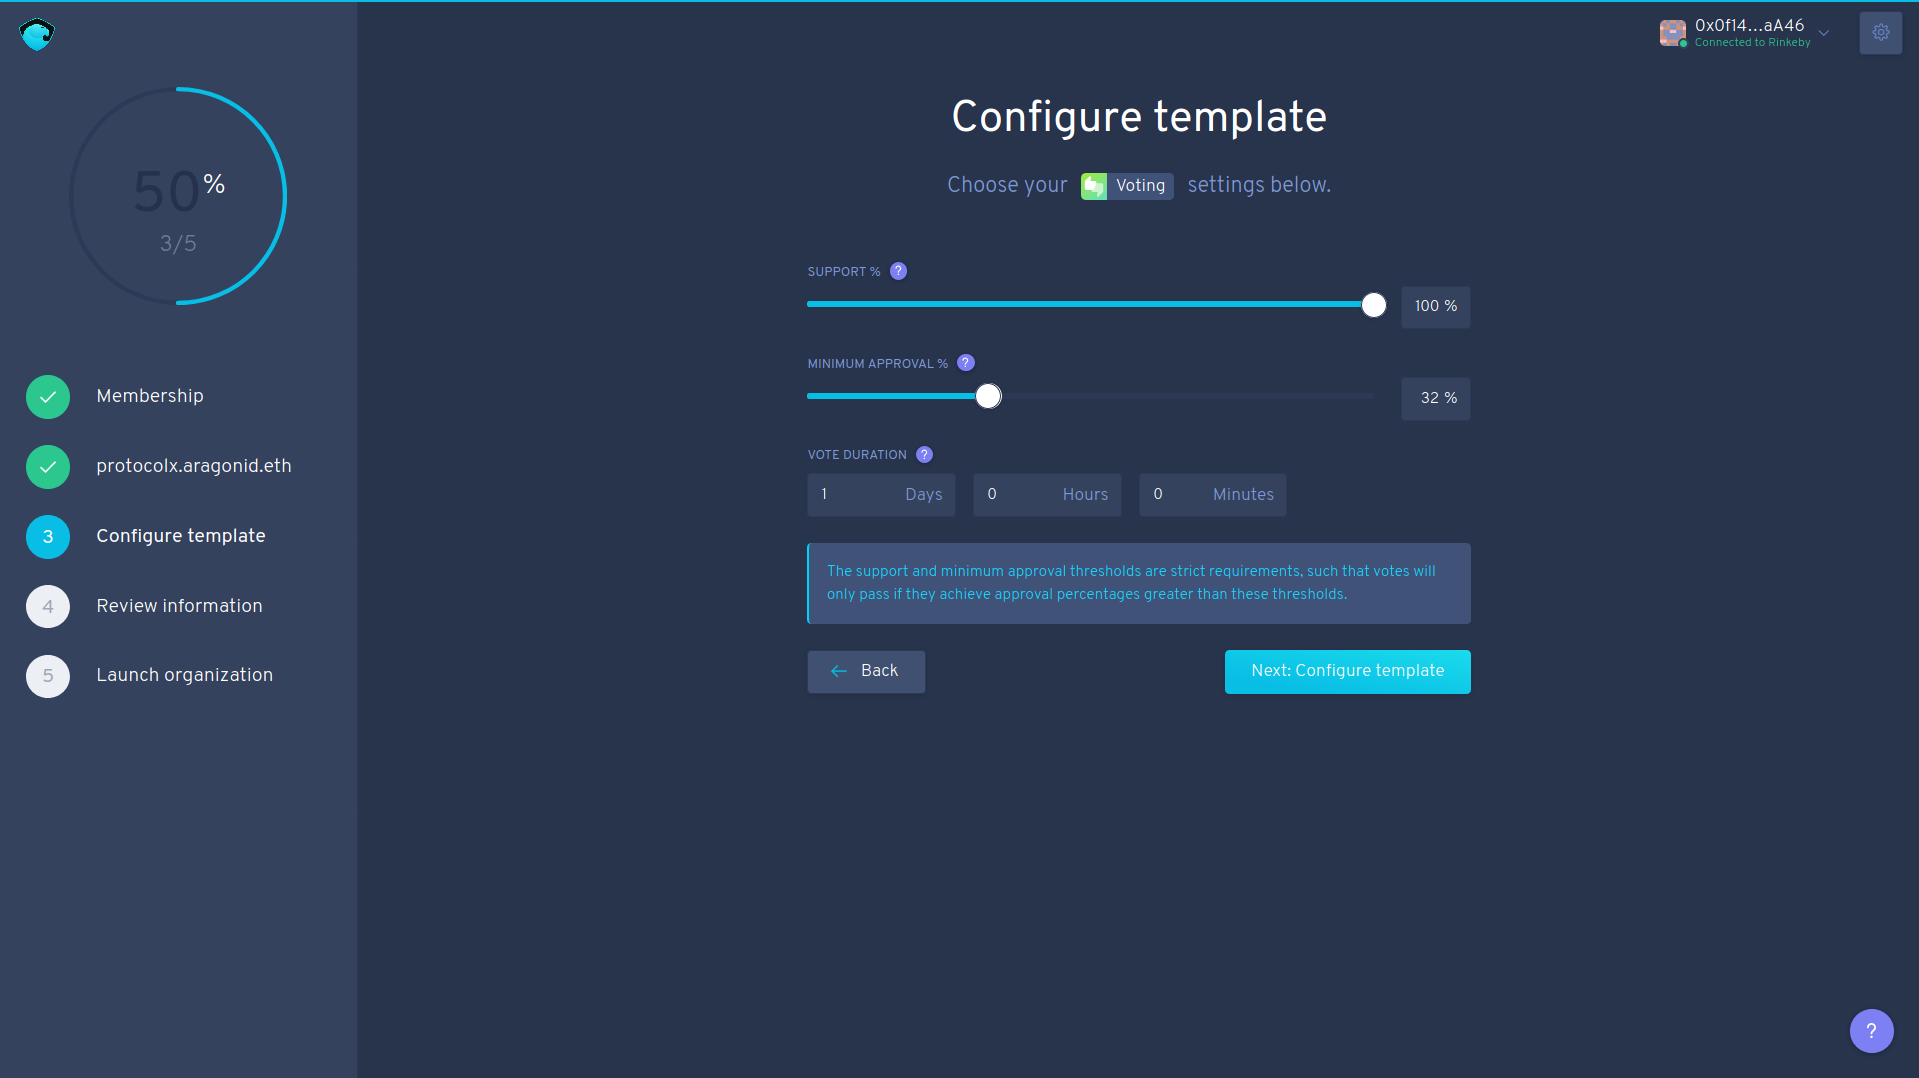 0x0f14…aA46
Connected to Rinkeby
50%
3/5
Membership
protocolx.aragonid.eth
3
Configure template
4
Review information
5
Launch organization
Configure template
Choose your Voting settings below.
SUPPORT % ?
100 %
MINIMUM APPROVAL % ?
32 %
VOTE DURATION ?
1 Days 0 Hours 0 Minutes
The support and minimum approval thresholds are strict requirements, such that votes will
only pass if they achieve approval percentages greater than these thresholds.
Back
Next: Configure template
?